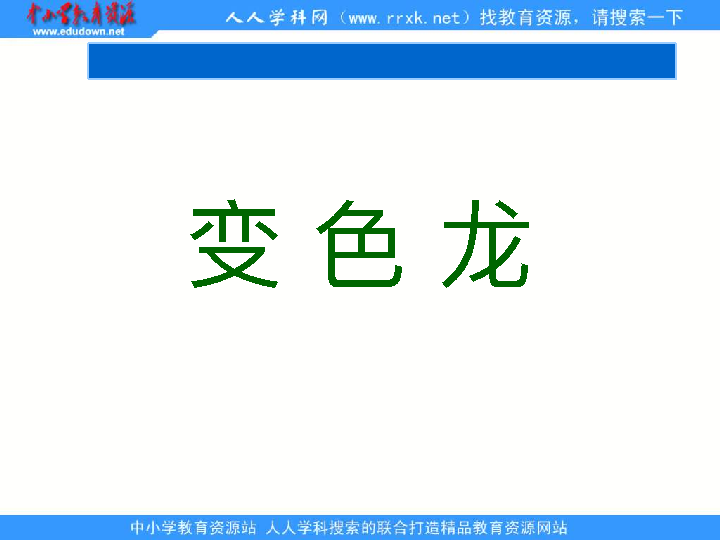 中小学教育资源
www.edudown.net
人人学科网（www.rrxk.net）找教育资源，请搜索一下
变色龙
中小学教育资源站 人人学科搜索的联合打造精品教育资源网站